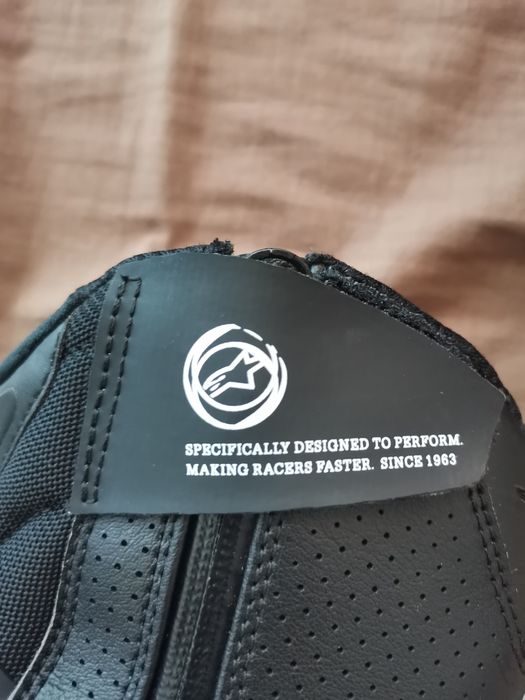 SPECIFICALLY DESIGNED TO PERFORM.
MAKING RACERS FASTER. SINCE 1963